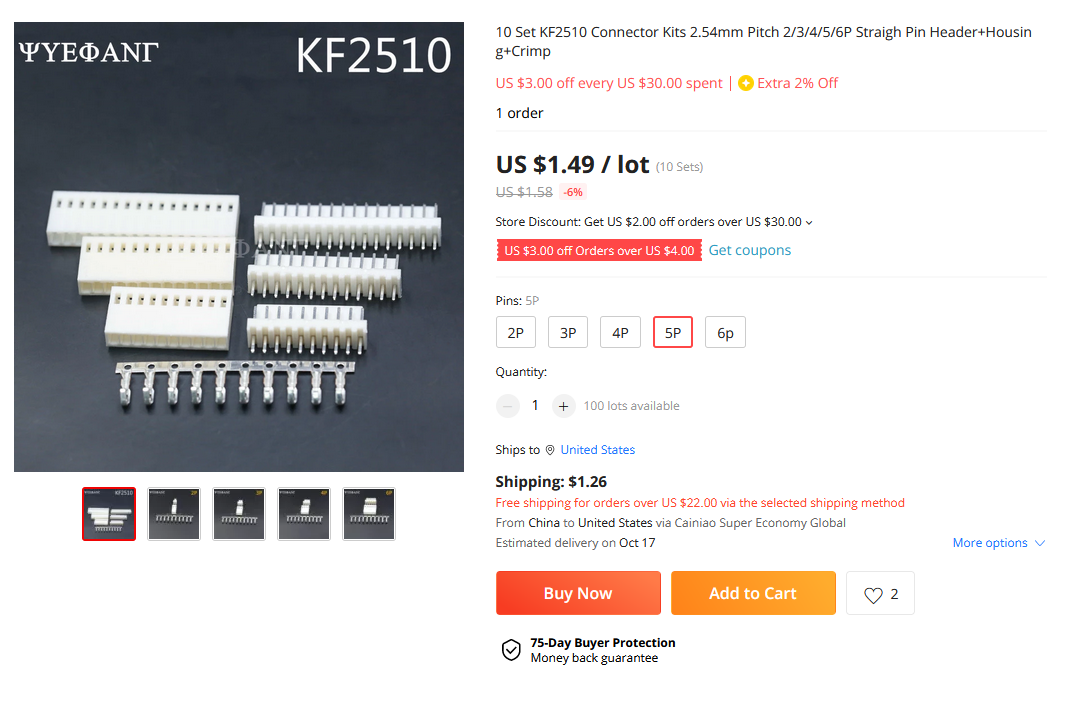 ΨYEΦANΓ
KF2510
10 Set KF2510 Connector Kits 2.54mm Pitch 2/3/4/5/6P Straigh Pin Header+Housin
g+Crimp
US $3.00 off every US $30.00 spent | Extra 2% Off
1 order
US $1.49 / lot (10 Sets)
US $1.58 -6%
Store Discount: Get US $2.00 off orders over US $30.00
US $3.00 off Orders over US $4.00 Get coupons
Pins: 5P
2P 3P 4P 5P 6p
Quantity:
− 1 + 100 lots available
Ships to United States
Shipping: $1.26
Free shipping for orders over US $22.00 via the selected shipping method
From China to United States via Cainiao Super Economy Global
Estimated delivery on Oct 17 More options
Buy Now Add to Cart 2
75-Day Buyer Protection
Money back guarantee